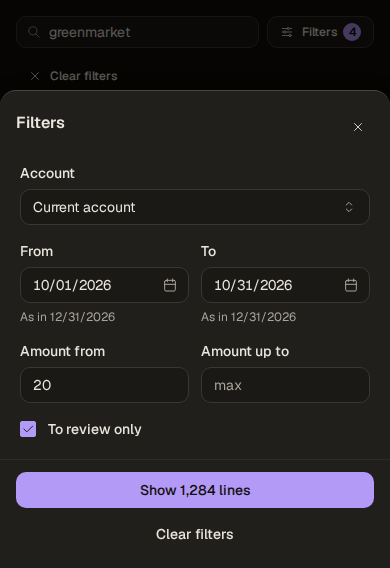 greenmarket
Filters 4
Clear filters
Filters
Account
Current account
From To
10/01/2026 10/31/2026
As in 12/31/2026 As in 12/31/2026
Amount from Amount up to
20 max
To review only
Show 1,284 lines
Clear filters